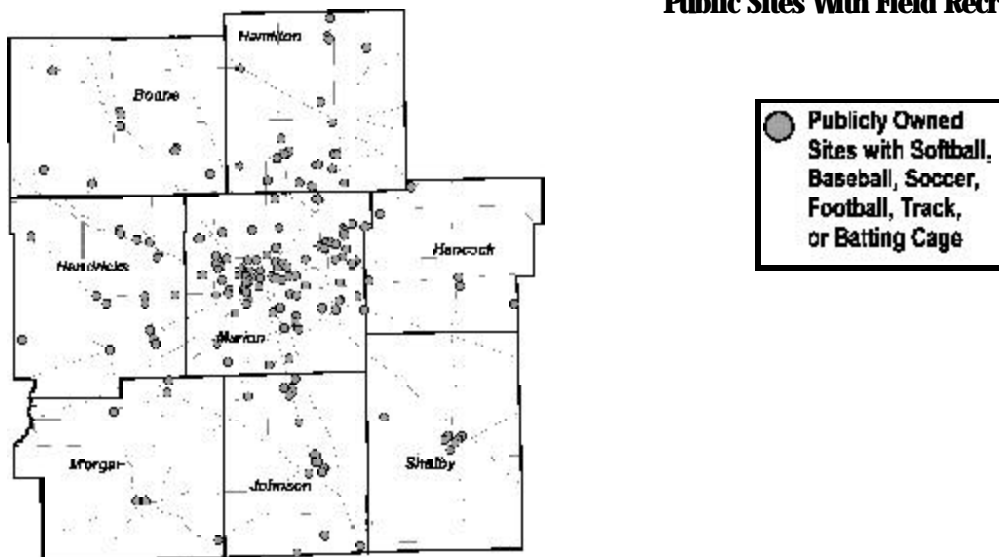 Public Sites With Field Recr
Hamilton
Boone
Publicly Owned
Sites with Softball,
Baseball, Soccer,
Football, Track,
or Batting Cage
Hancock
Hendricks
Marion
Morgan
Johnson
Shelby